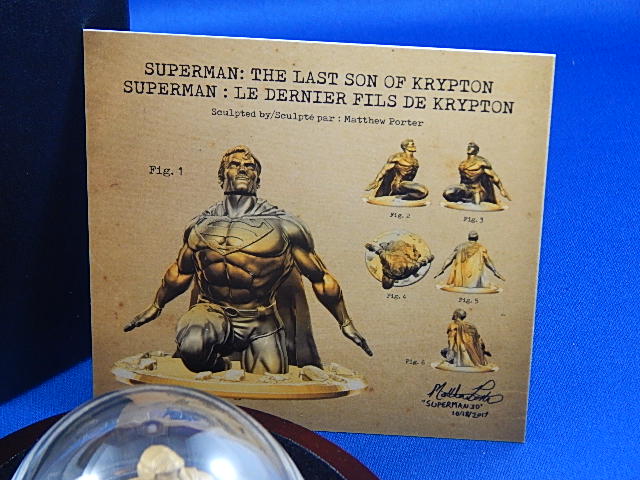 SUPERMAN: THE LAST SON OF KRYPTON
SUPERMAN : LE DERNIER FILS DE KRYPTON
Sculpted by/Sculpté par : Matthew Porter
Fig. 1
Fig. 2
Fig. 3
Fig. 4
Fig. 5
Fig. 6
"SUPERMAN 3D"
10/18/2017